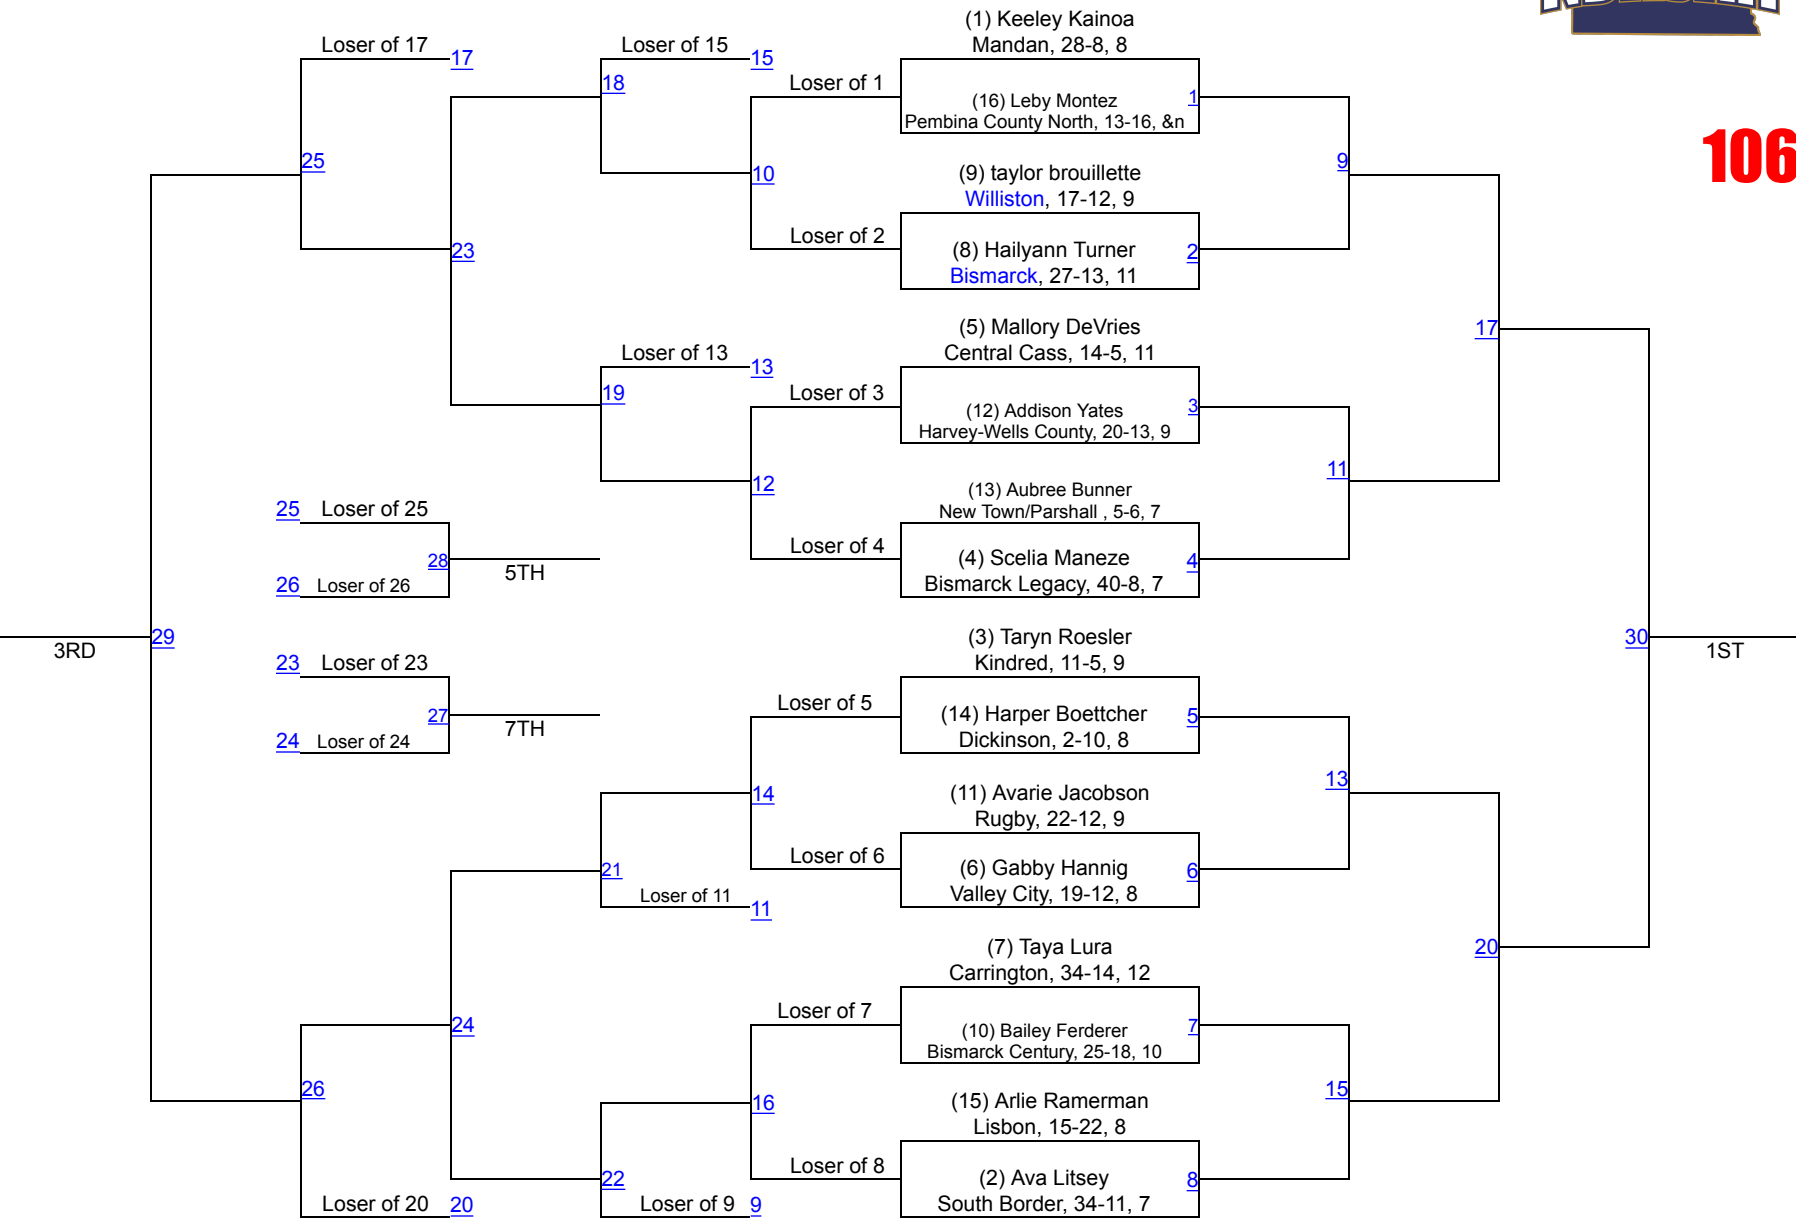 (1) Keeley Kainoa
Mandan, 28-8, 8
Loser of 17
17
Loser of 15
15
18
Loser of 1
(16) Leby Montez
Pembina County North, 13-16, &n
1
106
25
10
(9) taylor brouillette
Williston, 17-12, 9
9
23
Loser of 2
(8) Hailyann Turner
Bismarck, 27-13, 11
2
(5) Mallory DeVries
Central Cass, 14-5, 11
17
Loser of 13
13
19
Loser of 3
(12) Addison Yates
Harvey-Wells County, 20-13, 9
3
12
(13) Aubree Bunner
New Town/Parshall , 5-6, 7
11
25
Loser of 25
28
5TH
26
Loser of 26
Loser of 4
(4) Scelia Maneze
Bismarck Legacy, 40-8, 7
4
3RD
29
(3) Taryn Roesler
Kindred, 11-5, 9
30
1ST
23
Loser of 23
27
7TH
24
Loser of 24
Loser of 5
(14) Harper Boettcher
Dickinson, 2-10, 8
5
14
(11) Avarie Jacobson
Rugby, 22-12, 9
13
21
Loser of 11
11
Loser of 6
(6) Gabby Hannig
Valley City, 19-12, 8
6
(7) Taya Lura
Carrington, 34-14, 12
20
24
Loser of 7
(10) Bailey Ferderer
Bismarck Century, 25-18, 10
7
26
16
(15) Arlie Ramerman
Lisbon, 15-22, 8
15
22
Loser of 8
(2) Ava Litsey
South Border, 34-11, 7
8
Loser of 20
20
Loser of 9
9